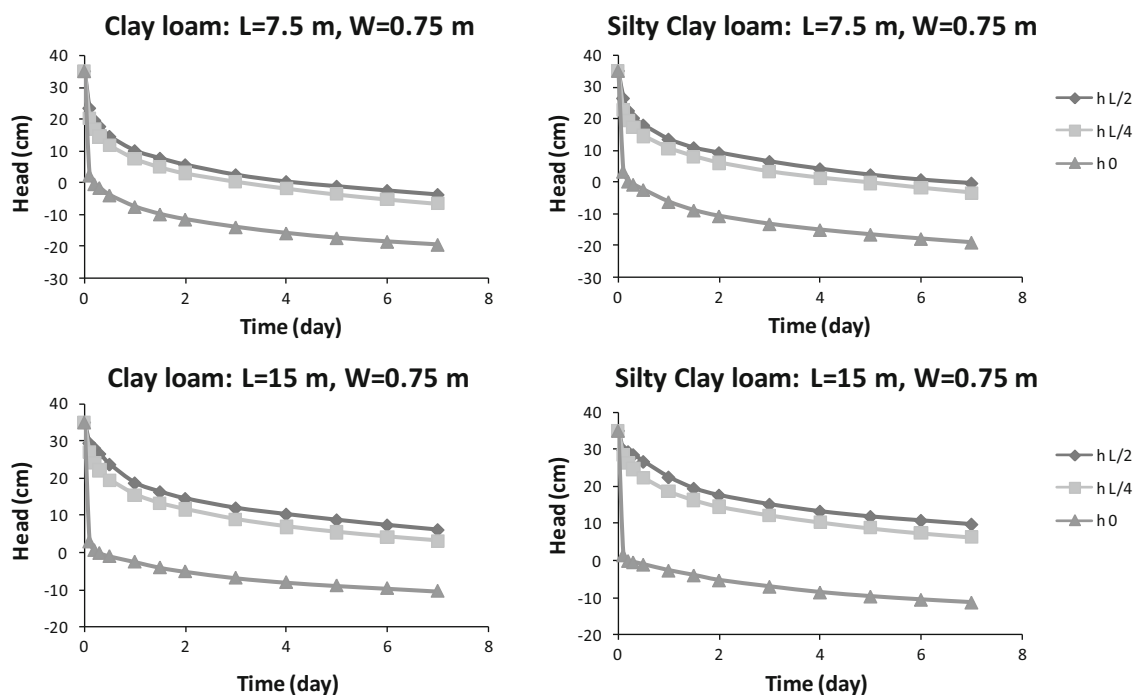 Clay loam: L=7.5 m, W=0.75 m
40
30
20
10
0
-10
-20
-30
Head (cm)
0 2 4 6 8
Time (day)
Silty Clay loam: L=7.5 m, W=0.75 m
40
30
20
10
0
-10
-20
-30
Head (cm)
0 2 4 6 8
Time (day)
h L/2
h L/4
h 0
Clay loam: L=15 m, W=0.75 m
40
30
20
10
0
-10
-20
Head (cm)
0 2 4 6 8
Time (day)
Silty Clay loam: L=15 m, W=0.75 m
40
30
20
10
0
-10
-20
Head (cm)
0 2 4 6 8
Time (day)
h L/2
h L/4
h 0